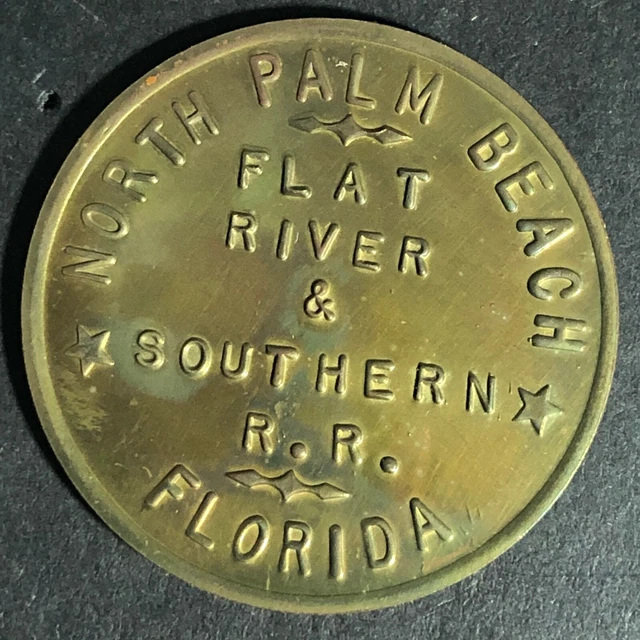 NORTH PALM BEACH
FLAT
RIVER
&
SOUTHERN
R.R.
FLORIDA